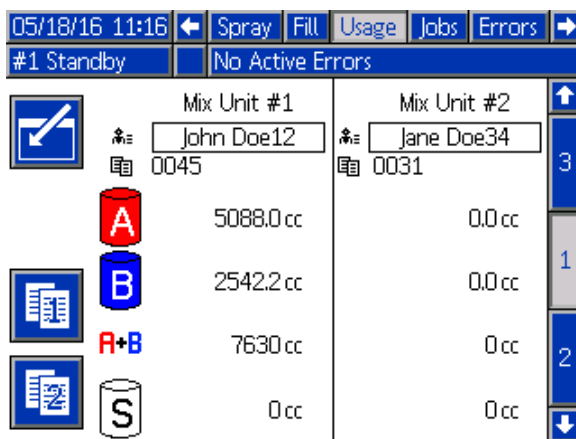 05/18/16 11:16 Spray Fill Usage Jobs Errors
#1 Standby No Active Errors
Mix Unit #1 Mix Unit #2
John Doe12 Jane Doe34
0045 0031
3
A 5088.0 cc 0.0 cc
1
B 2542.2 cc 0.0 cc
1
A+B 7630 cc 0 cc
2
2
S 0 cc 0 cc